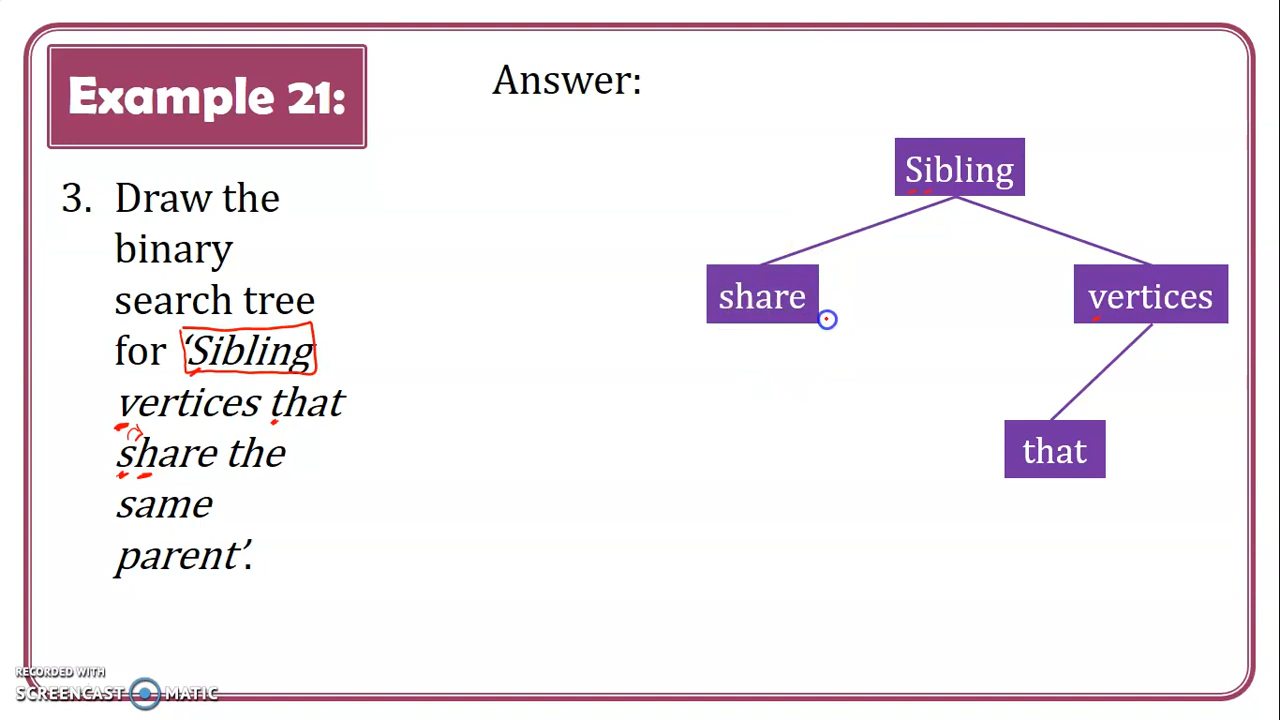 Example 21:
Answer:
3. Draw the
binary
search tree
for ‘Sibling
vertices that
share the
same
parent’.
Sibling
share
vertices
that
RECORDED WITH
SCREENCAST MATIC